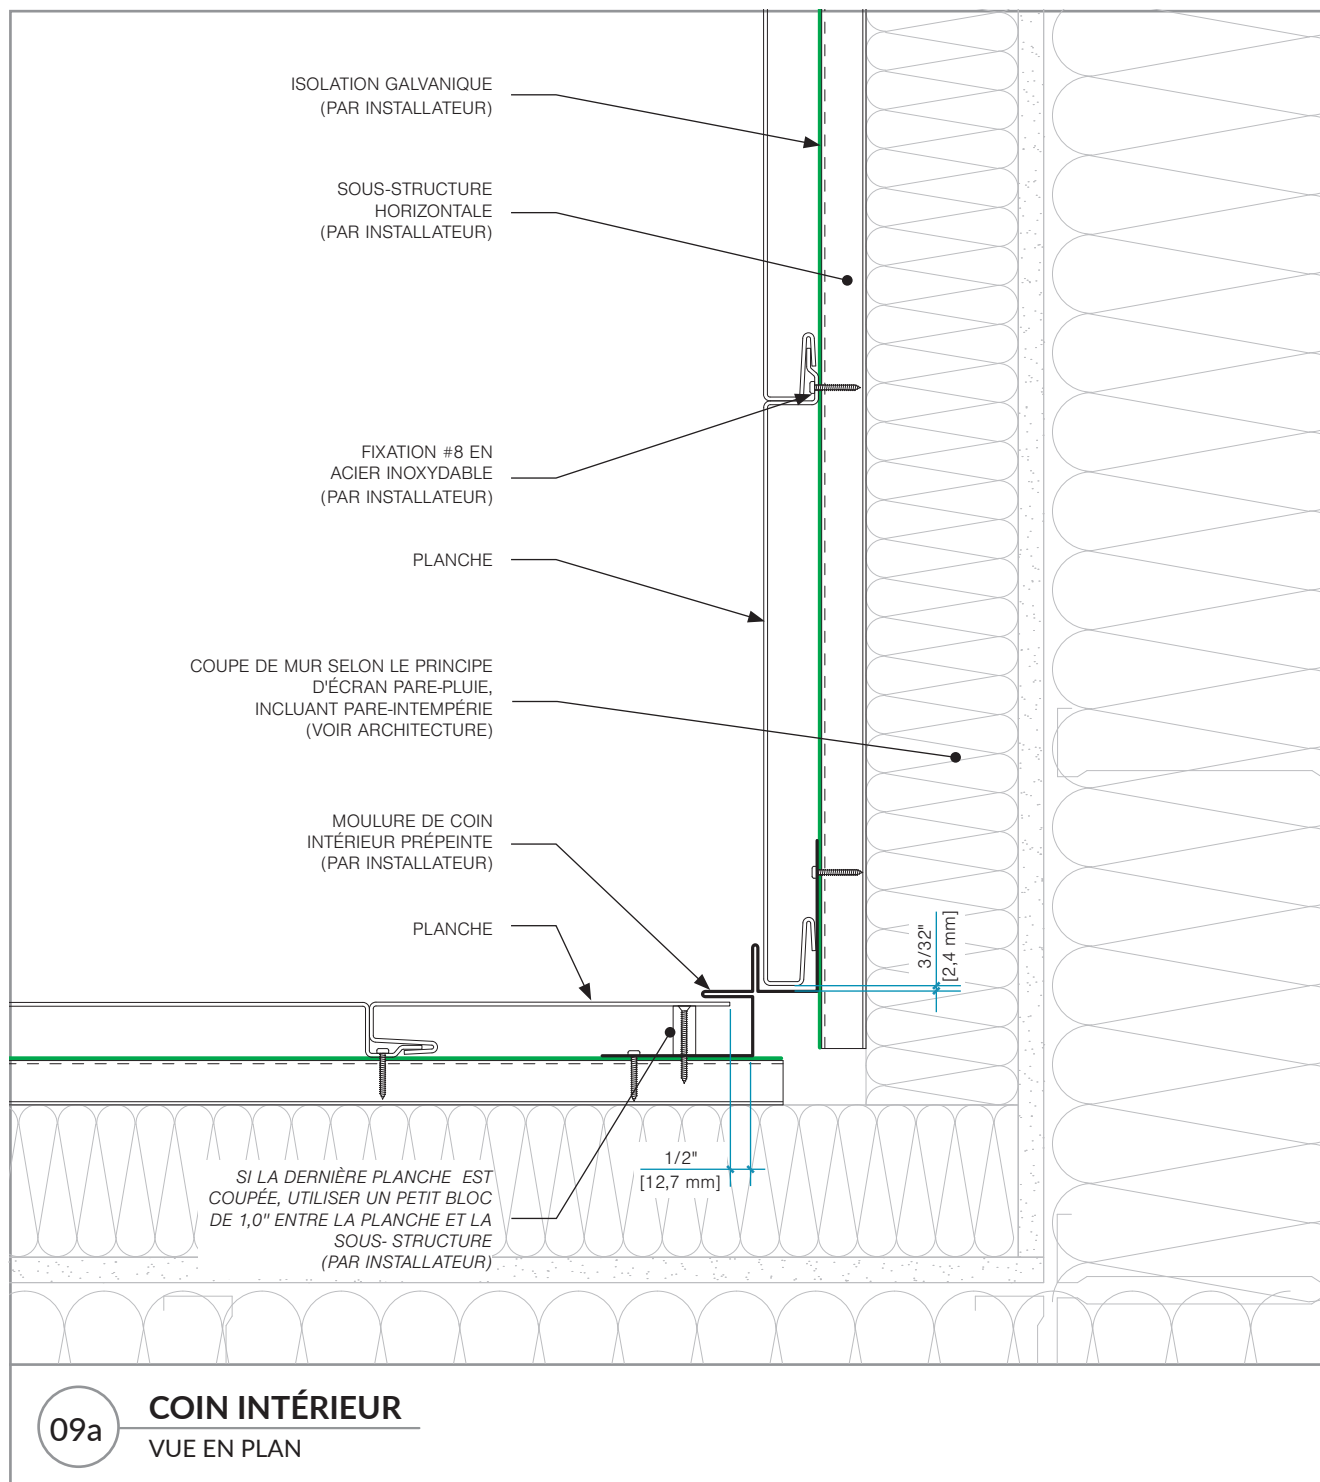 ISOLATION GALVANIQUE
(PAR INSTALLATEUR)
SOUS-STRUCTURE
HORIZONTALE
(PAR INSTALLATEUR)
FIXATION #8 EN
ACIER INOXYDABLE
(PAR INSTALLATEUR)
PLANCHE
COUPE DE MUR SELON LE PRINCIPE
D'ÉCRAN PARE-PLUIE,
INCLUANT PARE-INTEMPÉRIE
(VOIR ARCHITECTURE)
MOULURE DE COIN
INTÉRIEUR PRÉPEINTE
(PAR INSTALLATEUR)
PLANCHE
3/32"
[2,4 mm]
1/2"
[12,7 mm]
SI LA DERNIÈRE PLANCHE EST
COUPÉE, UTILISER UN PETIT BLOC
DE 1,0" ENTRE LA PLANCHE ET LA
SOUS- STRUCTURE
(PAR INSTALLATEUR)
09a
COIN INTÉRIEUR
VUE EN PLAN